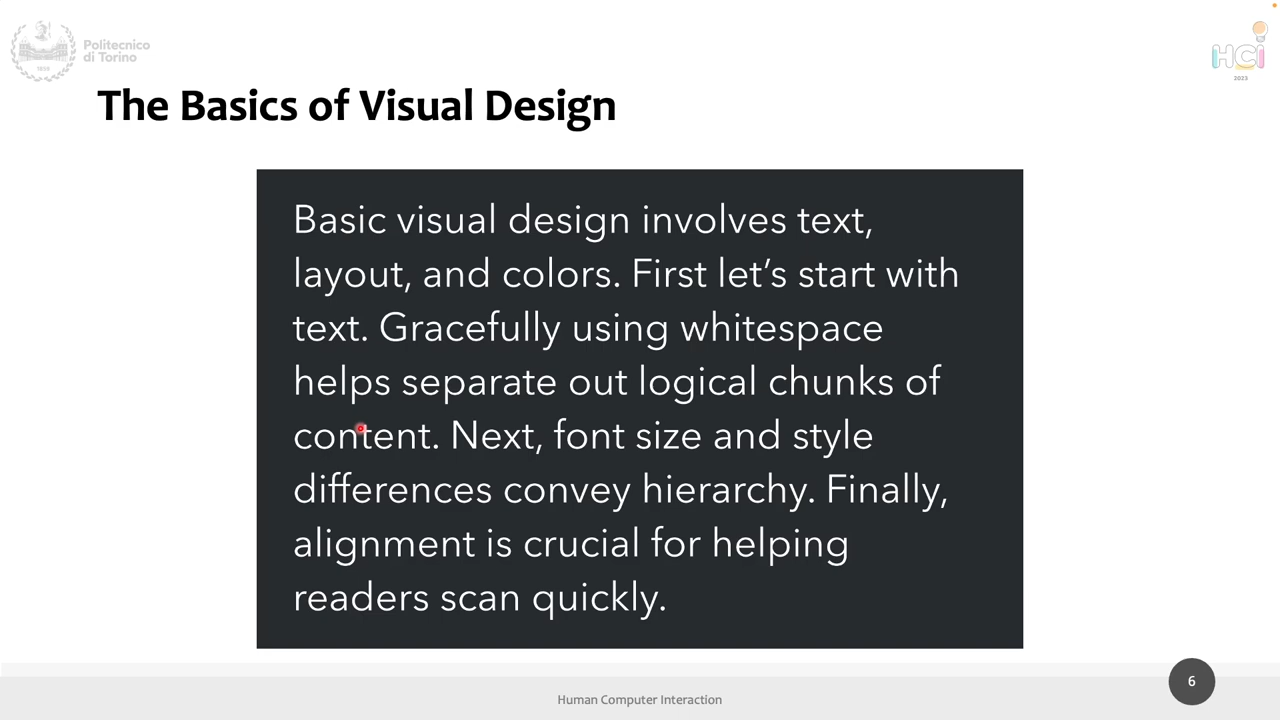 Politecnico
di Torino
1859
HCI
2023
The Basics of Visual Design
Basic visual design involves text,
layout, and colors. First let’s start with
text. Gracefully using whitespace
helps separate out logical chunks of
content. Next, font size and style
differences convey hierarchy. Finally,
alignment is crucial for helping
readers scan quickly.
Human Computer Interaction
6